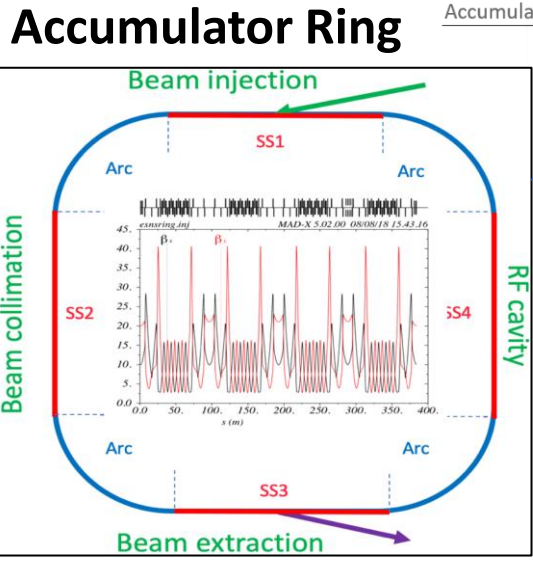 Accumula
Accumulator Ring
Beam injection
SS1
Arc
Arc
esnsring.inj
MAD-X 5.02.00 08/08/18 15.43.16
45.
40.
35.
30.
25.
20.
15.
10.
5.
0.0
0.0 50. 100. 150. 200. 250. 300. 350. 400.
s (m)
Beam collimation
SS2
SS4
RF cavity
Arc
Arc
SS3
Beam extraction